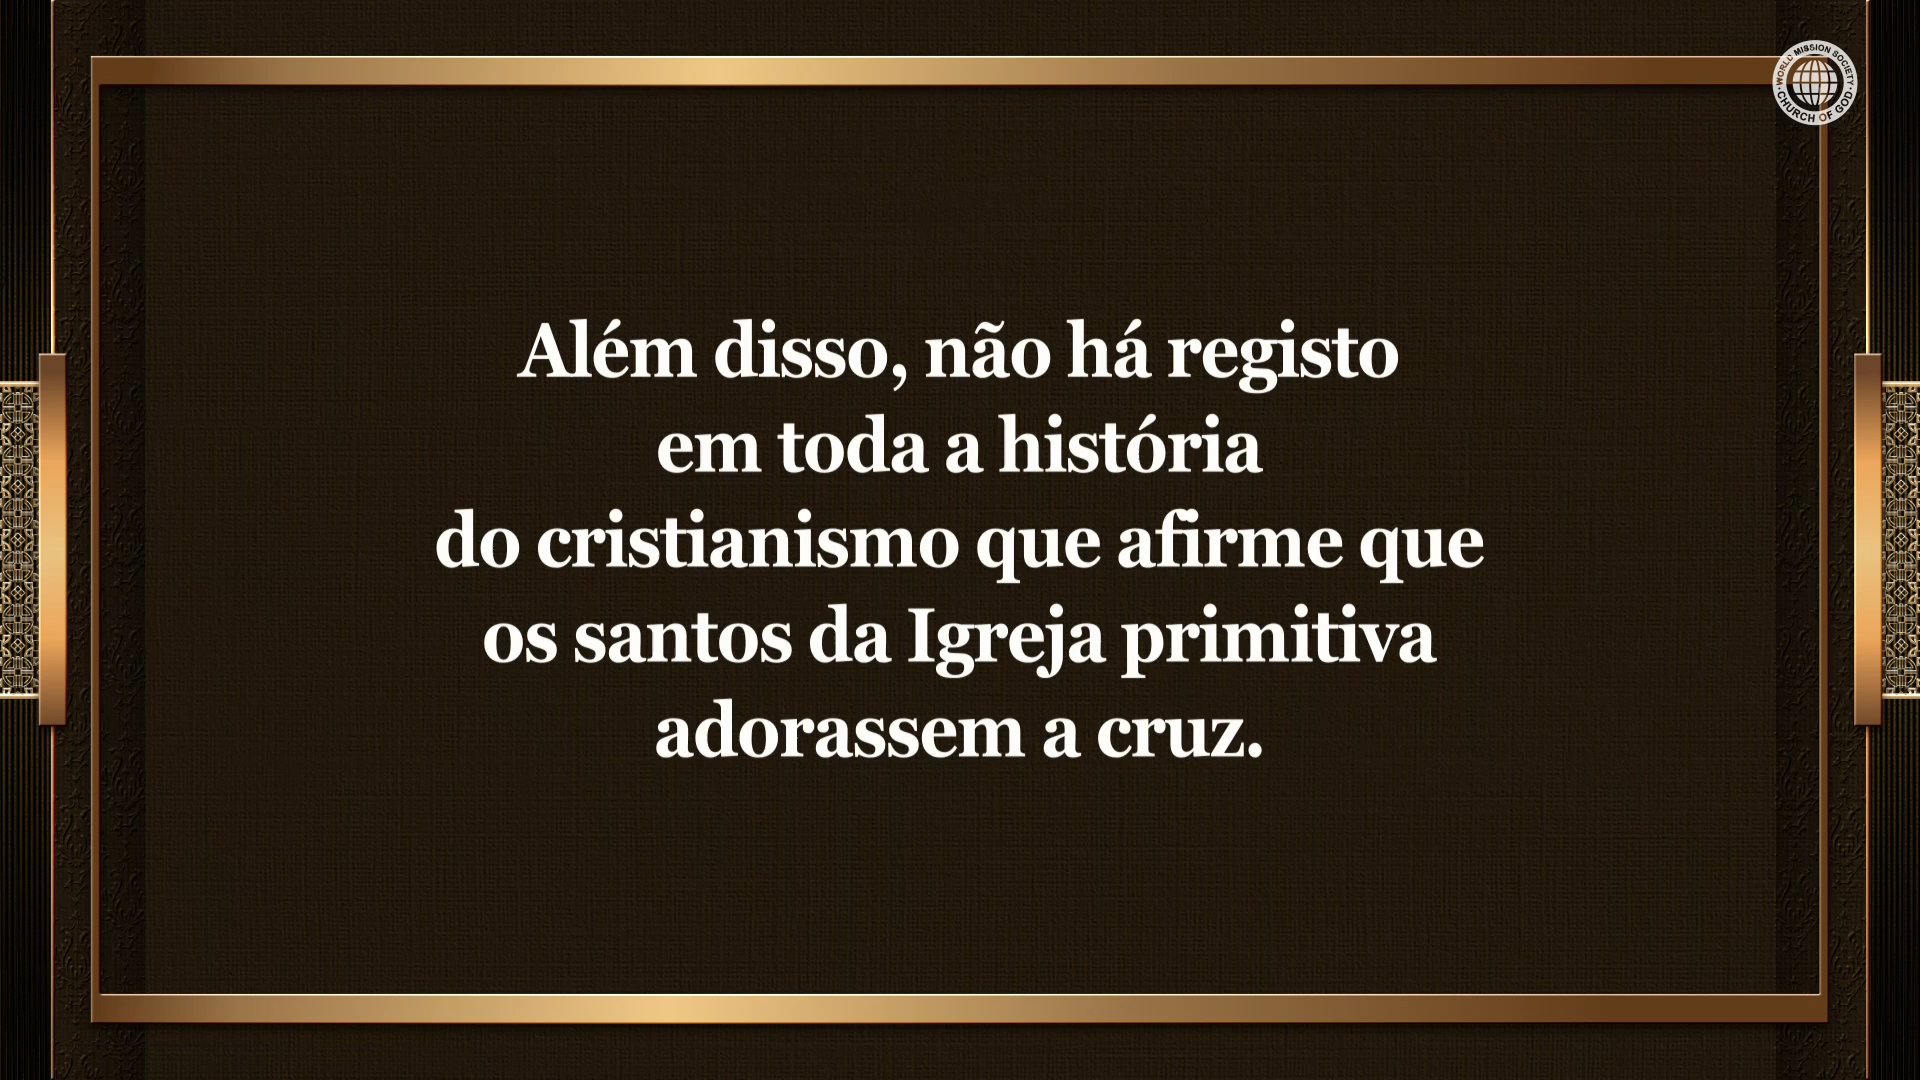 WORLD MISSION SOCIETY
CHURCH OF GOD
Além disso, não há registo
em toda a história
do cristianismo que afirme que
os santos da Igreja primitiva
adorassem a cruz.